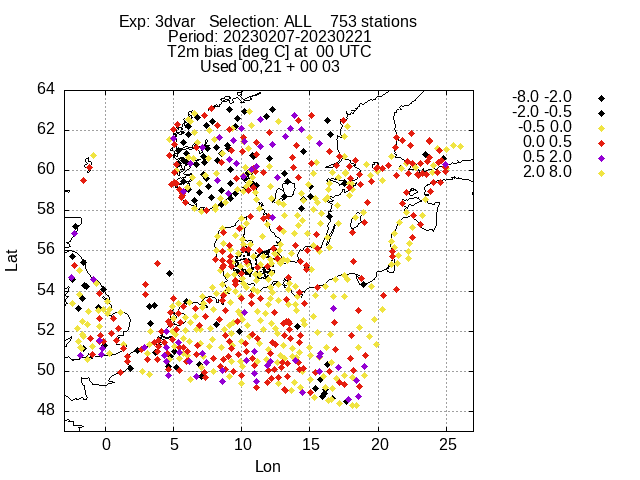 Exp: 3dvar   Selection: ALL    753 stations
Period: 20230207-20230221
T2m bias [deg C] at  00 UTC
Used 00,21 + 00 03
64
62
60
58
56
54
52
50
48
Lat
0 5 10 15 20 25
Lon
-8.0 -2.0
-2.0 -0.5
-0.5 0.0
0.0 0.5
0.5 2.0
2.0 8.0